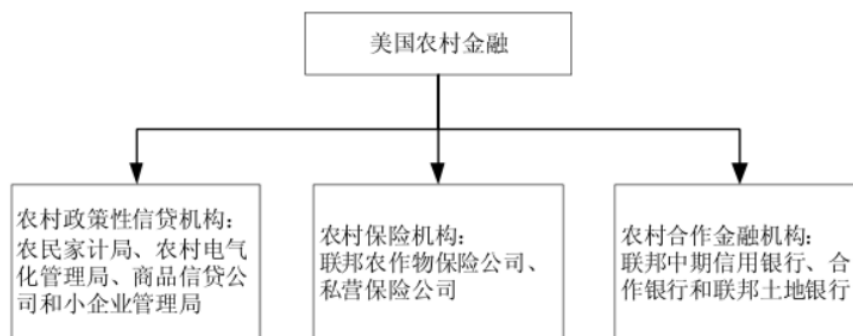 美国农村金融
农村政策性信贷机构：
农民家计局、农村电气
化管理局、商品信贷公
司和小企业管理局
农村保险机构：
联邦农作物保险公司、
私营保险公司
农村合作金融机构：
联邦中期信用银行、合
作银行和联邦土地银行